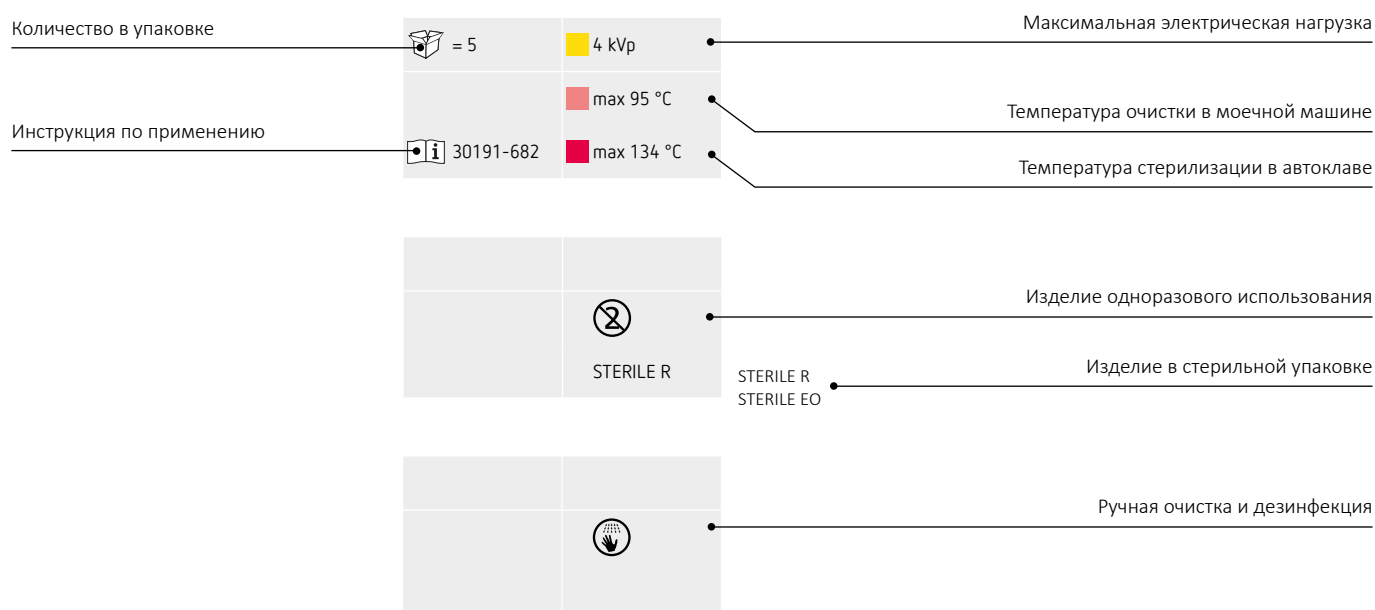 Количество в упаковке
= 5
4 kVp
Максимальная электрическая нагрузка
max 95 °C
Температура очистки в моечной машине
Инструкция по применению
i 30191-682
max 134 °C
Температура стерилизации в автоклаве
2
Изделие одноразового использования
STERILE R
STERILE R
STERILE EO
Изделие в стерильной упаковке
Ручная очистка и дезинфекция